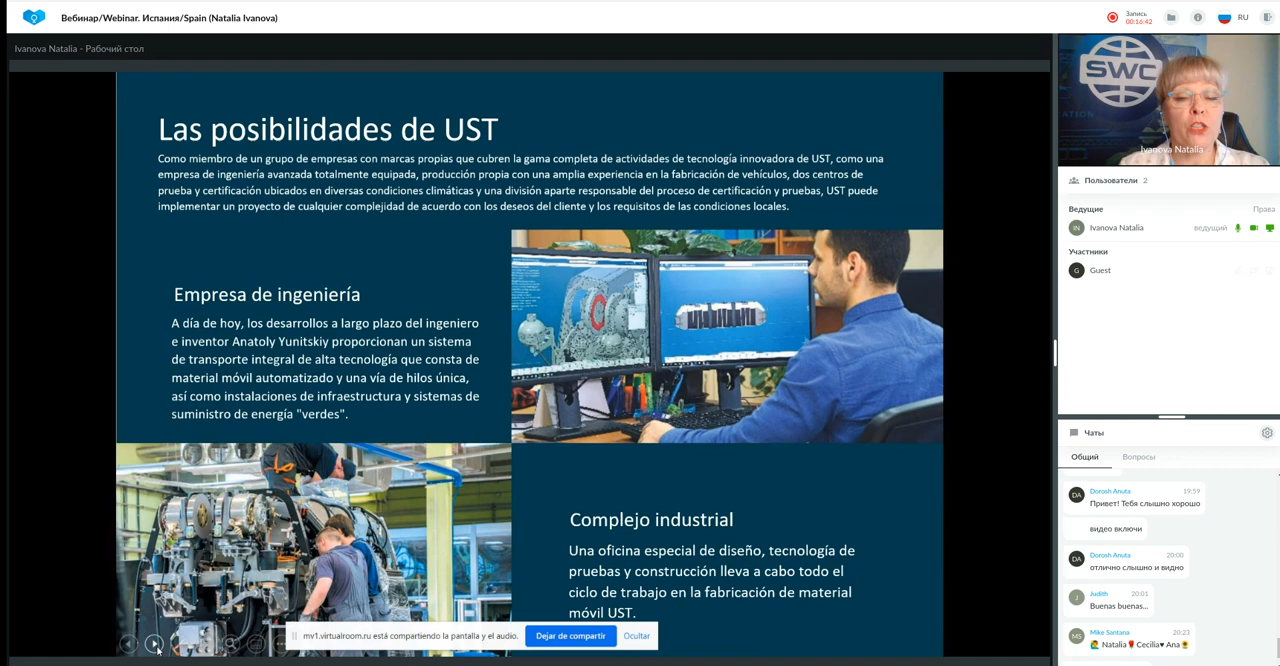 Вебинар/Webinar. Испания/Spain (Natalia Ivanova)
Запись
00:16:42
RU
Ivanova Natalia - Рабочий стол
Las posibilidades de UST
Como miembro de un grupo de empresas con marcas propias que cubren la gama completa de actividades de tecnología innovadora de UST, como una
empresa de ingeniería avanzada totalmente equipada, producción propia con una amplia experiencia en la fabricación de vehículos, dos centros de
prueba y certificación ubicados en diversas condiciones climáticas y una división aparte responsable del proceso de certificación y pruebas, UST puede
implementar un proyecto de cualquier complejidad de acuerdo con los deseos del cliente y los requisitos de las condiciones locales.
Empresa de ingeniería
A día de hoy, los desarrollos a largo plazo del ingeniero
e inventor Anatoly Yunitskiy proporcionan un sistema
de transporte integral de alta tecnología que consta de
material móvil automatizado y una vía de hilos única,
así como instalaciones de infraestructura y sistemas de
suministro de energía "verdes".
Complejo industrial
Una oficina especial de diseño, tecnología de
pruebas y construcción lleva a cabo todo el
ciclo de trabajo en la fabricación de material
móvil UST.
mv1.virtualroom.ru está compartiendo la pantalla y el audio.
Dejar de compartir
Ocultar
SWC
Ivanova Natalia
Пользователи 2
Ведущие Права
IN Ivanova Natalia ведущий
Участники
G Guest
Чаты
Общий Вопросы
DA Dorosh Anuta 19:59
Привет! Тебя слышно хорошо
видео включи
DA Dorosh Anuta 20:00
отлично слышно и видно
J Judith 20:01
Buenas buenas...
MS Mike Santana 20:23
🙋‍♂️ Natalia🌹Cecilia♥ Ana🌻